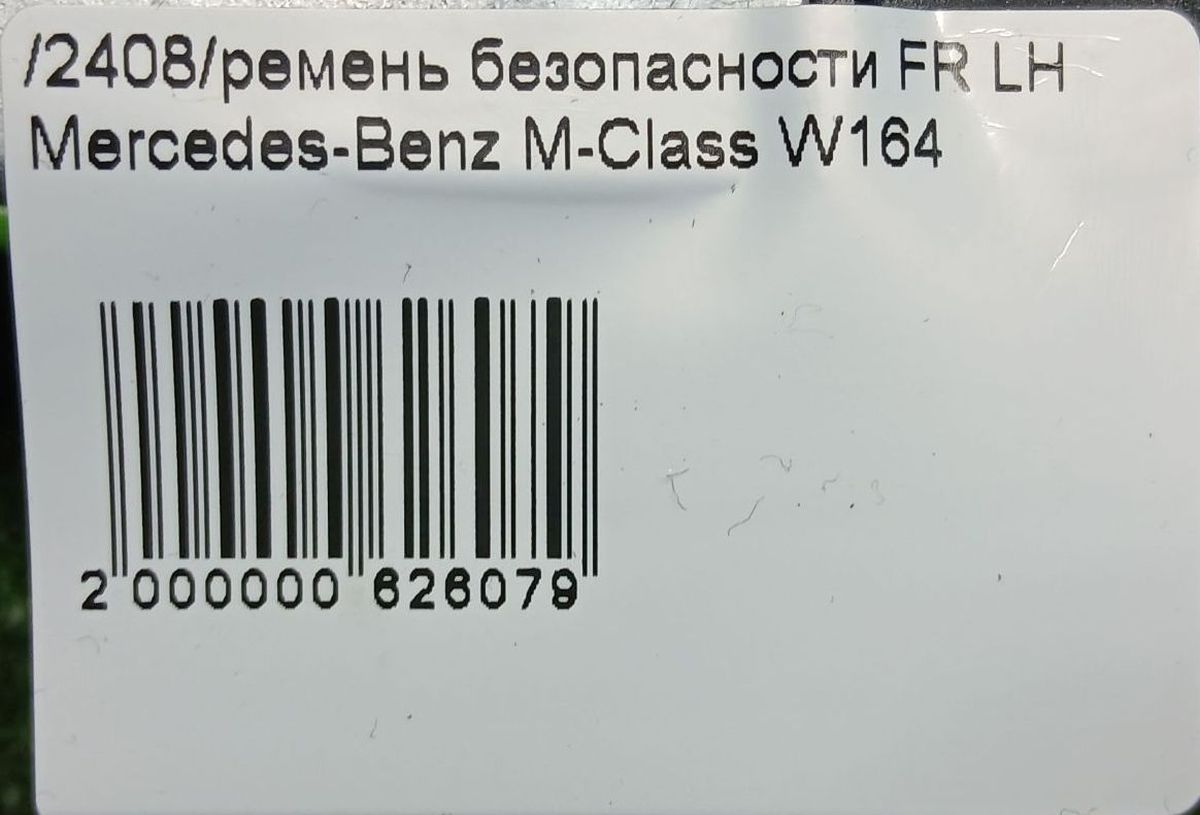 /2408/ремень безопасности FR LH
Mercedes-Benz M-Class W164
2 000000 626079